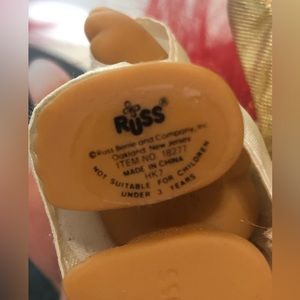 RUSS®
©Russ Berrie and Company, Inc.
Oakland, New Jersey
ITEM NO. 18277
MADE IN CHINA
HK7
NOT SUITABLE FOR CHILDREN
UNDER 3 YEARS
RUSS